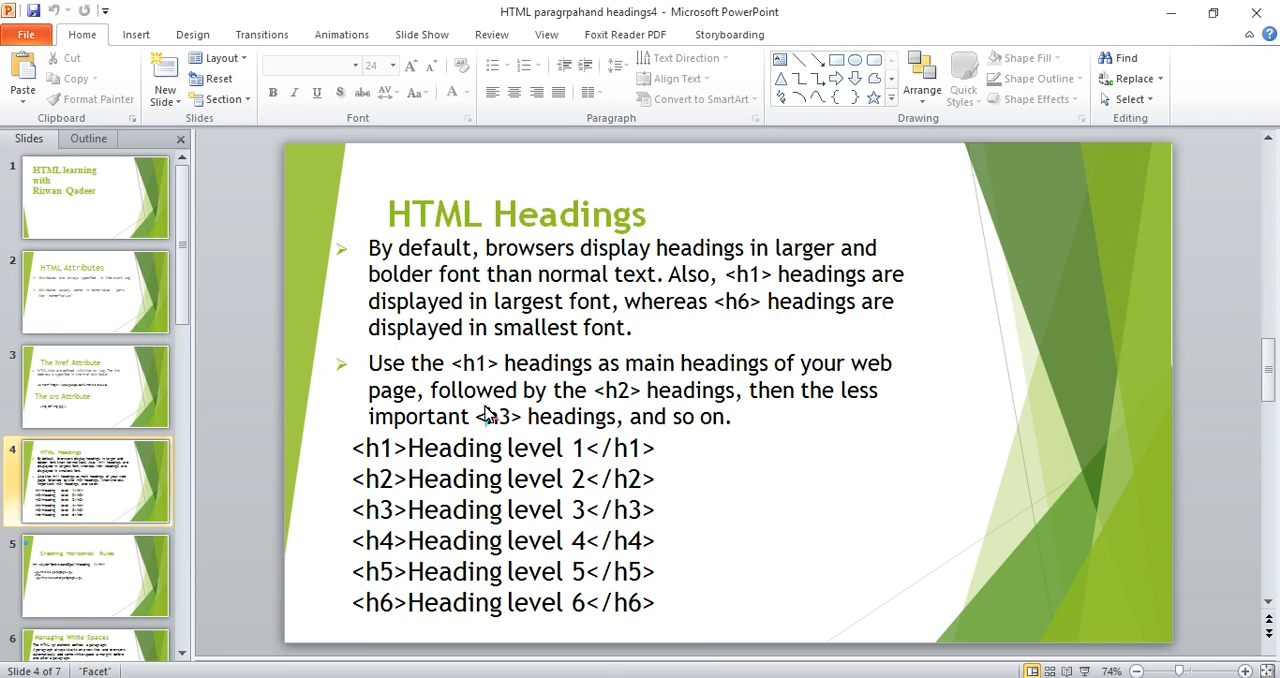 HTML paragrpahand headings4 - Microsoft PowerPoint
File Home Insert Design Transitions Animations Slide Show Review View Foxit Reader PDF Storyboarding
Paste
Cut
Copy
Format Painter
Clipboard
New Slide
Layout
Reset
Section
Slides
24
B I U S abc AV Aa A
Font
Text Direction
Align Text
Convert to SmartArt
Paragraph
Arrange
Quick Styles
Shape Fill
Shape Outline
Shape Effects
Drawing
Find
Replace
Select
Editing
Slides Outline
1
HTML learning
with
Rizwan Qadeer
2
HTML Attributes
3
The href Attribute
The src Attribute
4
HTML Headings
5
Creating Horizontal Rules
6
Managing White Spaces
HTML Headings
By default, browsers display headings in larger and
bolder font than normal text. Also, <h1> headings are
displayed in largest font, whereas <h6> headings are
displayed in smallest font.
Use the <h1> headings as main headings of your web
page, followed by the <h2> headings, then the less
important <h3> headings, and so on.
<h1>Heading level 1</h1>
<h2>Heading level 2</h2>
<h3>Heading level 3</h3>
<h4>Heading level 4</h4>
<h5>Heading level 5</h5>
<h6>Heading level 6</h6>
Slide 4 of 7 "Facet" 74%